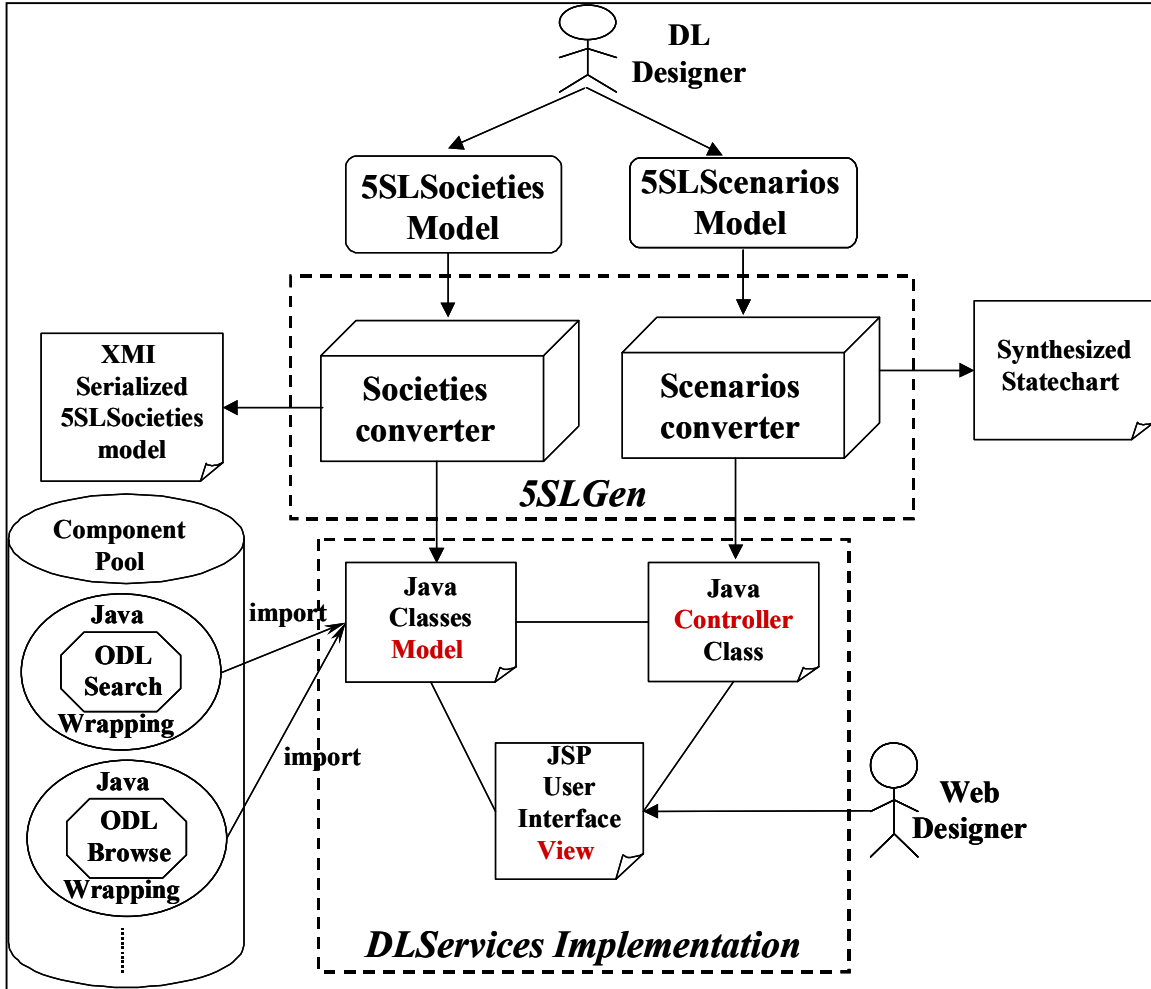 DL
Designer
5SLSocieties
Model
5SLScenarios
Model
XMI
Serialized
5SLSocieties
model
Societies
converter
Scenarios
converter
Synthesized
Statechart
5SLGen
Component
Pool
Java
ODL
Search
Wrapping
import
Java
ODL
Browse
Wrapping
import
Java
Classes
Model
Java
Controller
Class
JSP
User
Interface
View
Web
Designer
DLServices Implementation